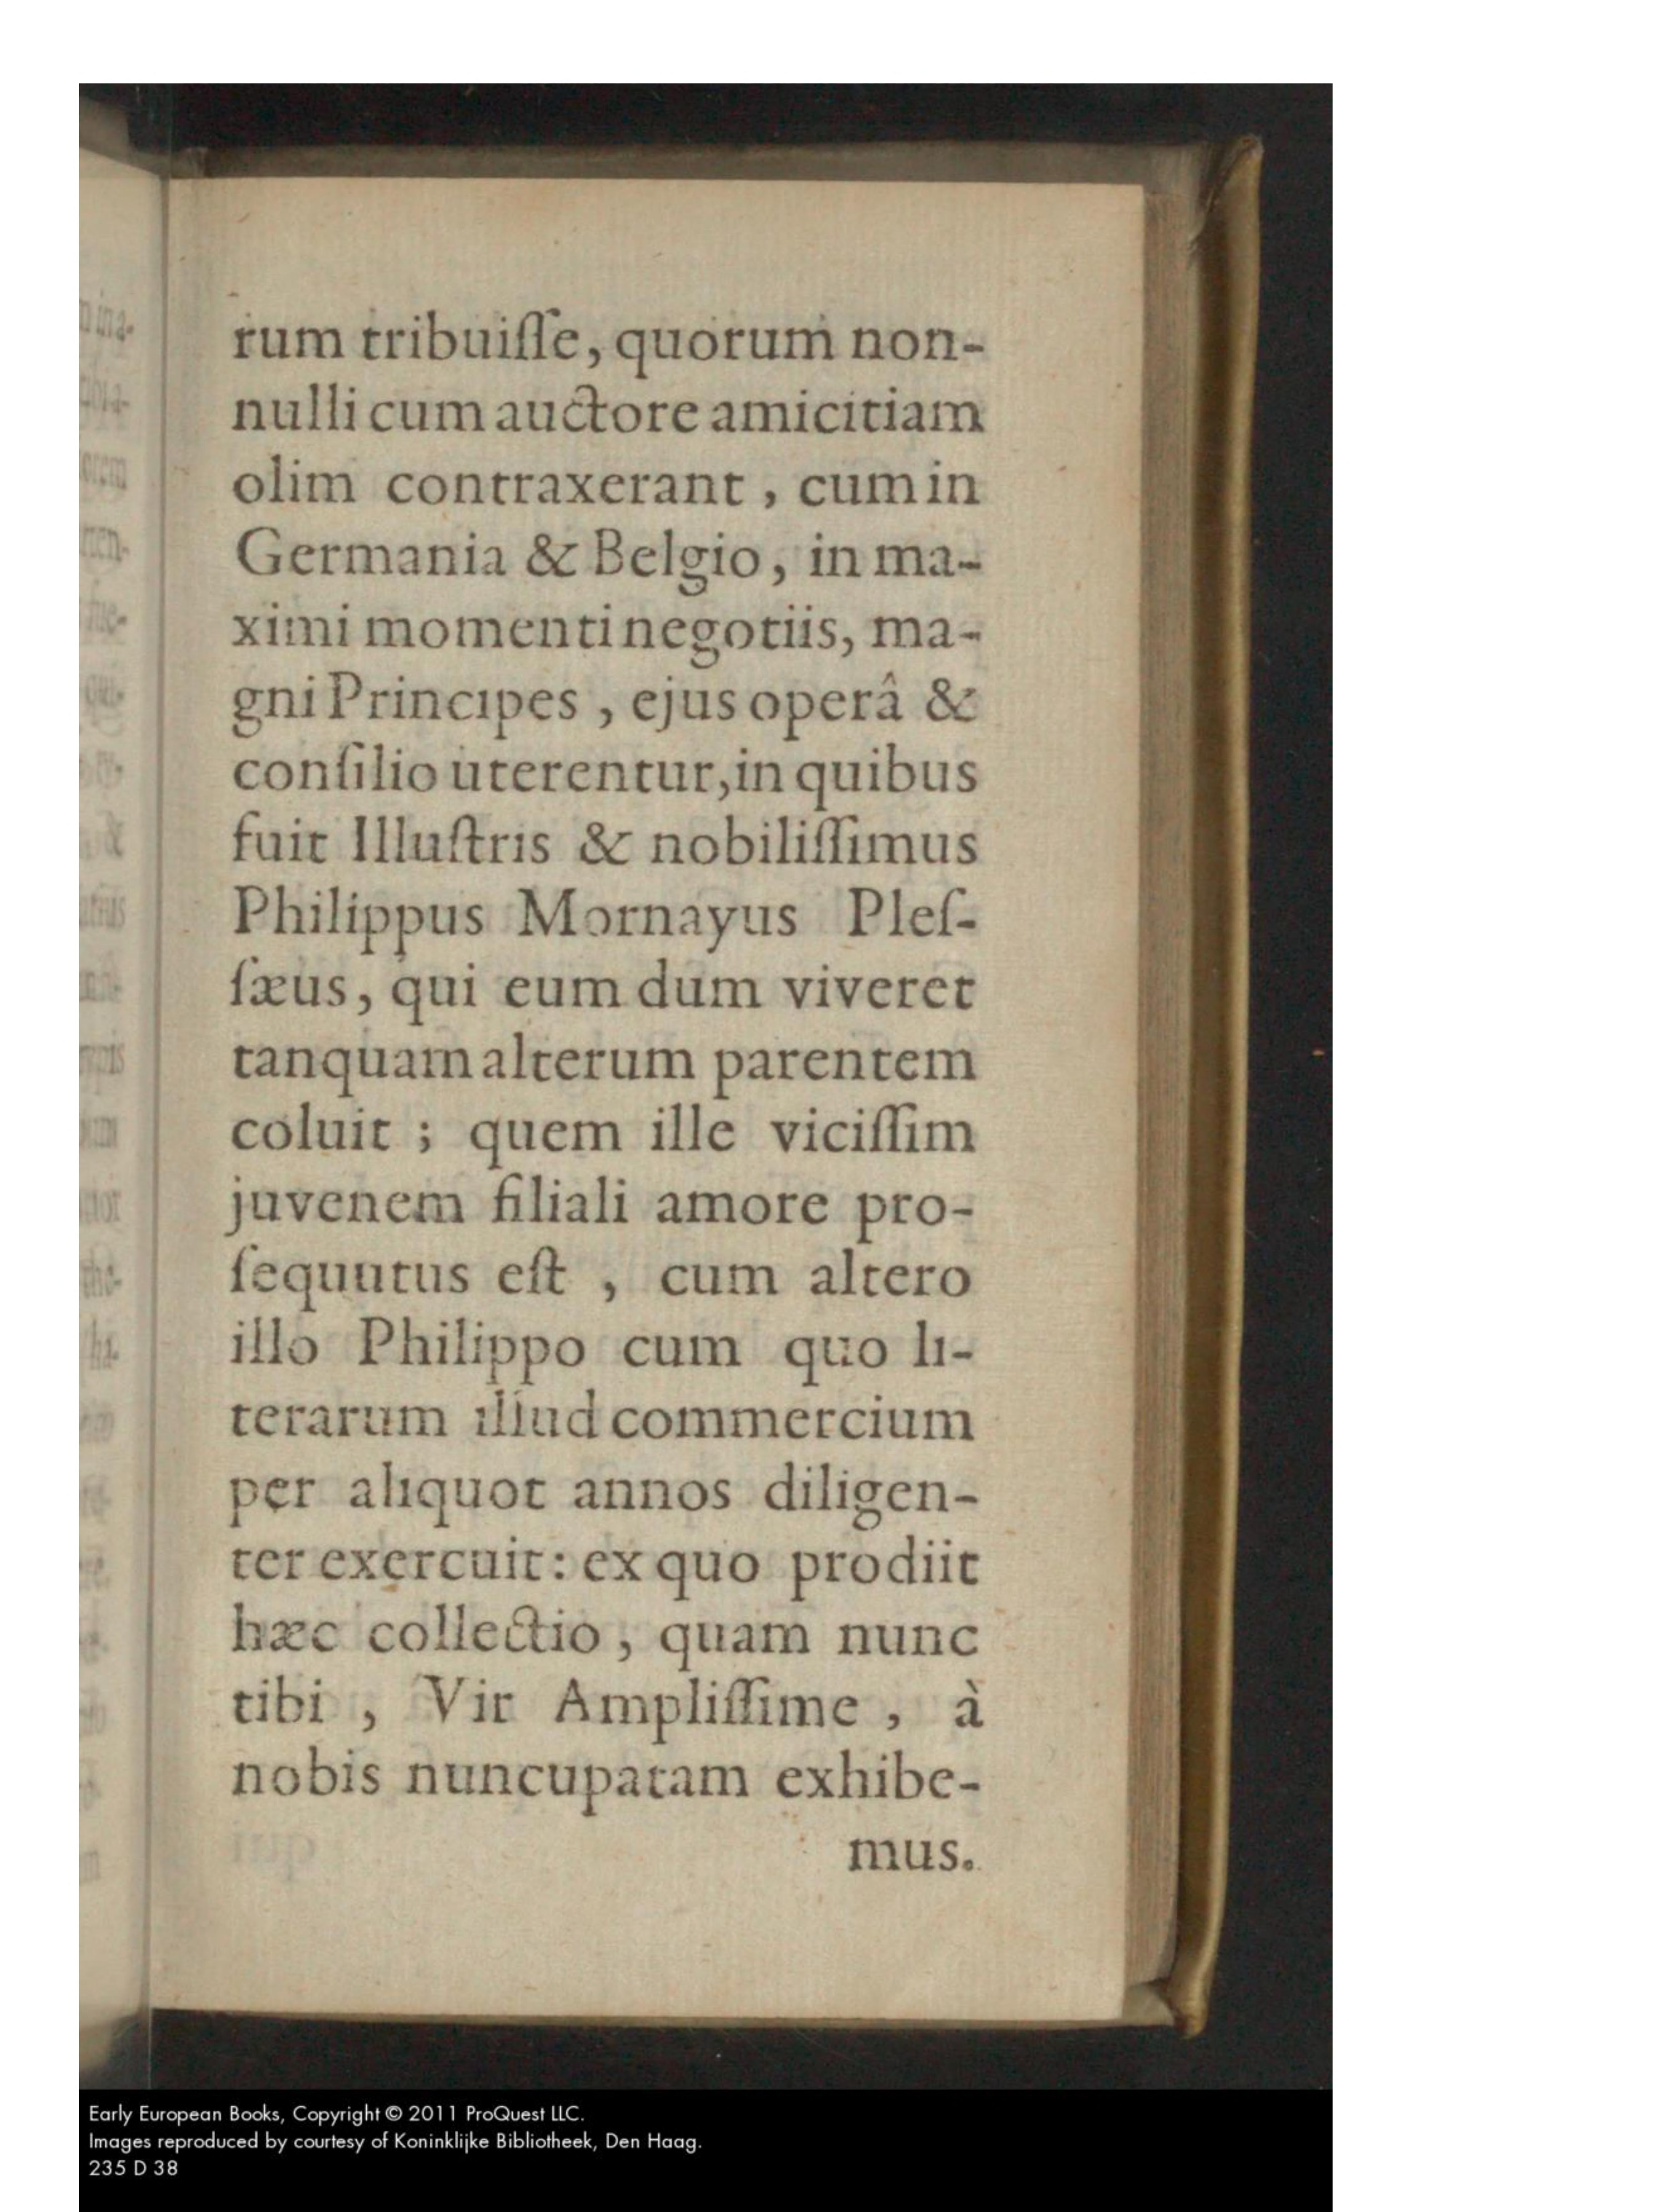 rum tribuiſſe, quorum non-
nulli cum auctore amicitiam
olim contraxerant , cum in
Germania & Belgio, in ma-
ximi momenti negotiis, ma-
gni Principes , ejus operâ &
conſilio uterentur, in quibus
fuit Illuſtris & nobiliſſimus
Philippus Mornayus Pleſ-
ſæus, qui eum dum viveret
tanquam alterum parentem
coluit ; quem ille viciſſim
juvenem filiali amore pro-
ſequutus eſt , cum altero
illo Philippo cum quo li-
terarum illud commercium
per aliquot annos diligen-
ter exercuit: ex quo prodiit
hæc collectio, quam nunc
tibi , Vir Ampliſſime , à
nobis nuncupatam exhibe-
mus.
Early European Books, Copyright © 2011 ProQuest LLC.
Images reproduced by courtesy of Koninklijke Bibliotheek, Den Haag.
235 D 38